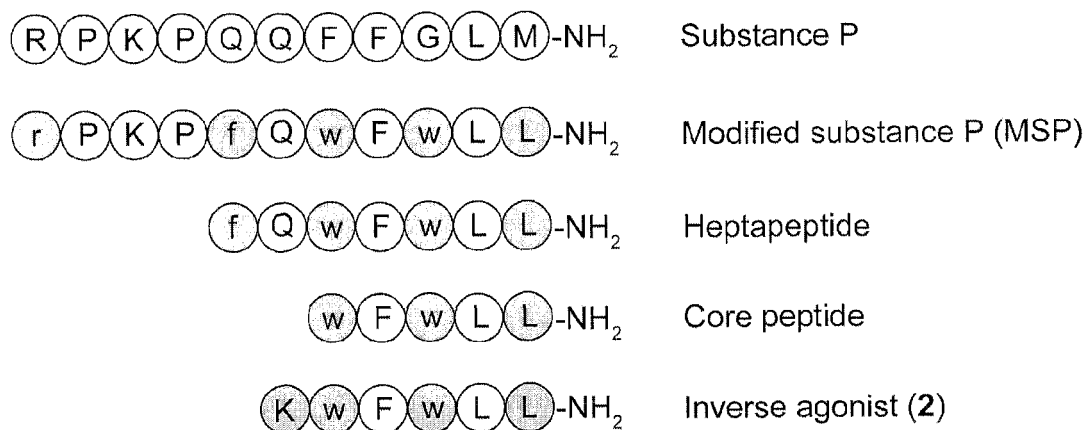 RPKPQQFFGLM-NH₂ Substance P
rPKPfQwFwLL-NH₂ Modified substance P (MSP)
fQwFwLL-NH₂ Heptapeptide
wFwLL-NH₂ Core peptide
KwFwLL-NH₂ Inverse agonist (2)